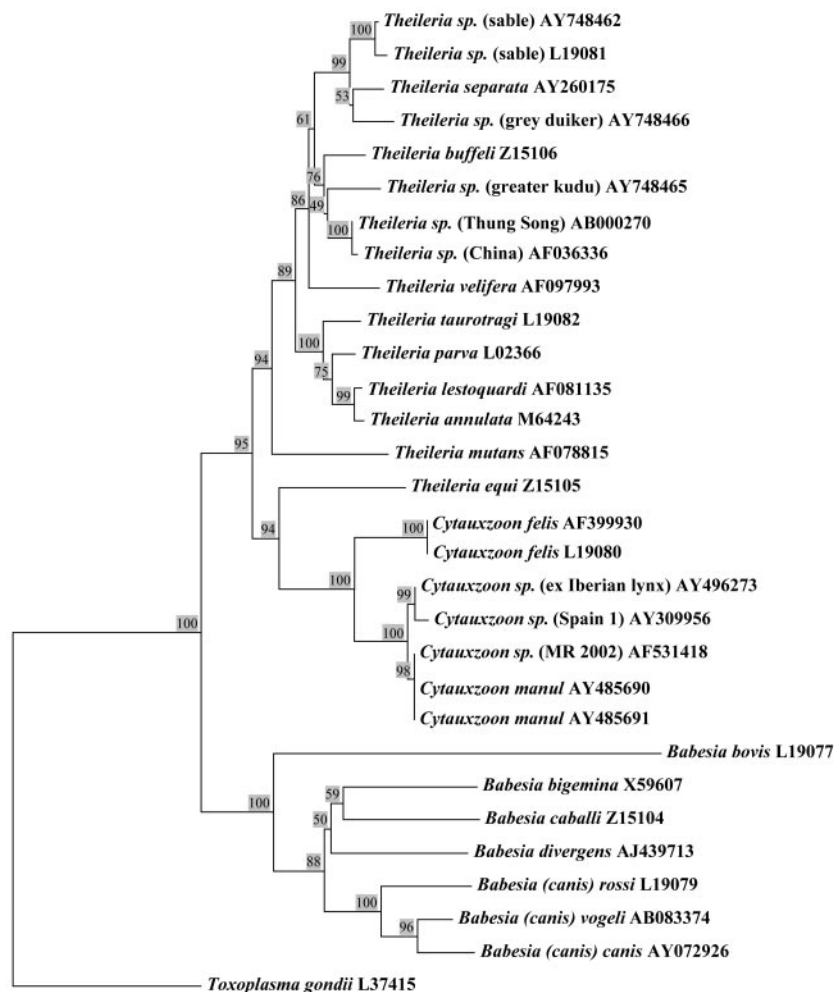 100 Theileria sp. (sable) AY748462
Theileria sp. (sable) L19081
99
Theileria separata AY260175
53
Theileria sp. (grey duiker) AY748466
61
Theileria buffeli Z15106
76
Theileria sp. (greater kudu) AY748465
86 49
Theileria sp. (Thung Song) AB000270
100
Theileria sp. (China) AF036336
89
Theileria velifera AF097993
Theileria taurotragi L19082
100
Theileria parva L02366
94 75
Theileria lestoquardi AF081135
99
Theileria annulata M64243
95
Theileria mutans AF078815
Theileria equi Z15105
94
100 Cytauxzoon felis AF399930
Cytauxzoon felis L19080
100
Cytauxzoon sp. (ex Iberian lynx) AY496273
99
Cytauxzoon sp. (Spain 1) AY309956
100 100
Cytauxzoon sp. (MR 2002) AF531418
98
Cytauxzoon manul AY485690
Cytauxzoon manul AY485691
Babesia bovis L19077
100
Babesia bigemina X59607
59
Babesia caballi Z15104
50
Babesia divergens AJ439713
88
Babesia (canis) rossi L19079
100
Babesia (canis) vogeli AB083374
96
Babesia (canis) canis AY072926
Toxoplasma gondii L37415